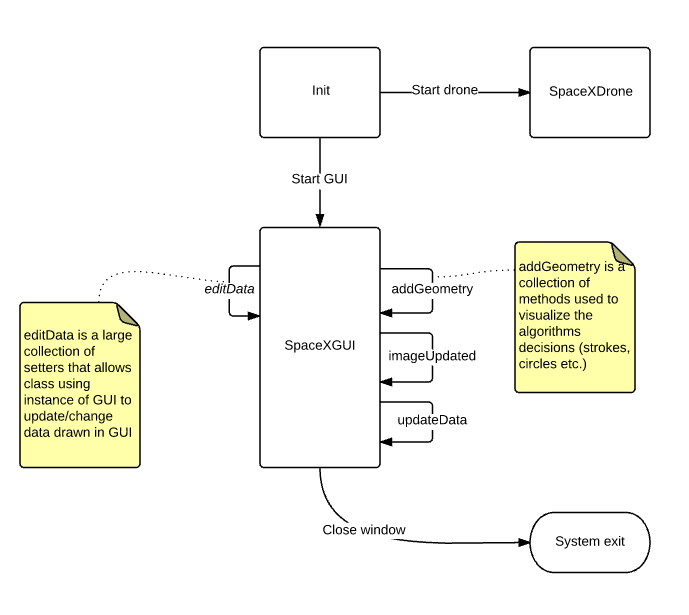 Init
Start drone
SpaceXDrone
Start GUI
addGeometry is a
collection of
methods used to
visualize the
algorithms
decisions (strokes,
circles etc.)
editData
addGeometry
SpaceXGUI
imageUpdated
updateData
editData is a large
collection of
setters that allows
class using
instance of GUI to
update/change
data drawn in GUI
Close window
System exit